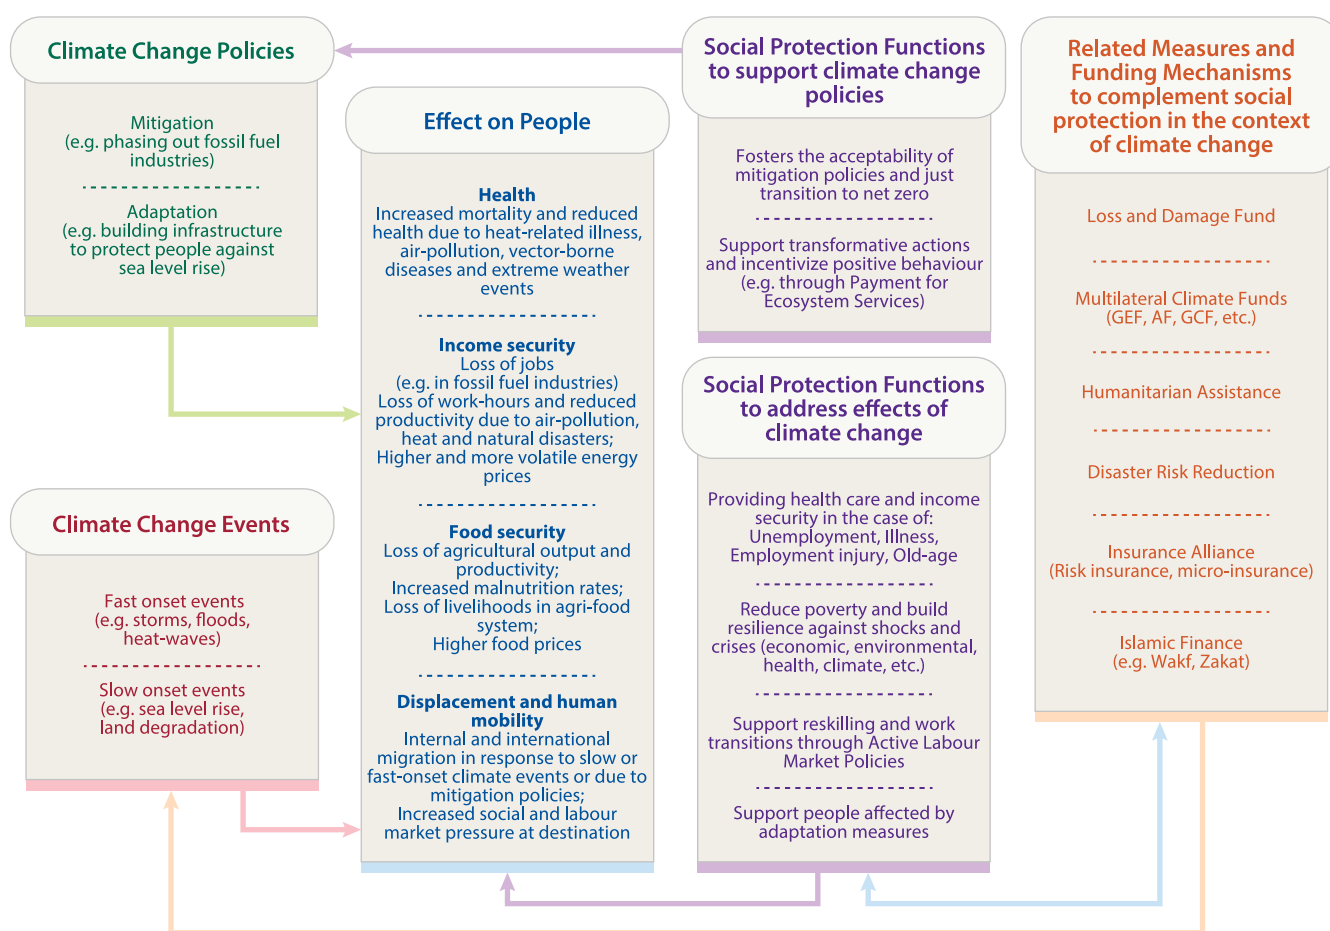 Climate Change Policies
Mitigation
(e.g. phasing out fossil fuel
industries)
Adaptation
(e.g. building infrastructure
to protect people against
sea level rise)
Climate Change Events
Fast onset events
(e.g. storms, floods,
heat-waves)
Slow onset events
(e.g. sea level rise,
land degradation)
Effect on People
Health
Increased mortality and reduced
health due to heat-related illness,
air-pollution, vector-borne
diseases and extreme weather
events
Income security
Loss of jobs
(e.g. in fossil fuel industries)
Loss of work-hours and reduced
productivity due to air-pollution,
heat and natural disasters;
Higher and more volatile energy
prices
Food security
Loss of agricultural output and
productivity;
Increased malnutrition rates;
Loss of livelihoods in agri-food
system;
Higher food prices
Displacement and human
mobility
Internal and international
migration in response to slow or
fast-onset climate events or due to
mitigation policies;
Increased social and labour
market pressure at destination
Social Protection Functions
to support climate change
policies
Fosters the acceptability of
mitigation policies and just
transition to net zero
Support transformative actions
and incentivize positive behaviour
(e.g. through Payment for
Ecosystem Services)
Social Protection Functions
to address effects of
climate change
Providing health care and income
security in the case of:
Unemployment, Illness,
Employment injury, Old-age
Reduce poverty and build
resilience against shocks and
crises (economic, environmental,
health, climate, etc.)
Support reskilling and work
transitions through Active Labour
Market Policies
Support people affected by
adaptation measures
Related Measures and
Funding Mechanisms
to complement social
protection in the context
of climate change
Loss and Damage Fund
Multilateral Climate Funds
(GEF, AF, GCF, etc.)
Humanitarian Assistance
Disaster Risk Reduction
Insurance Alliance
(Risk insurance, micro-insurance)
Islamic Finance
(e.g. Wakf, Zakat)